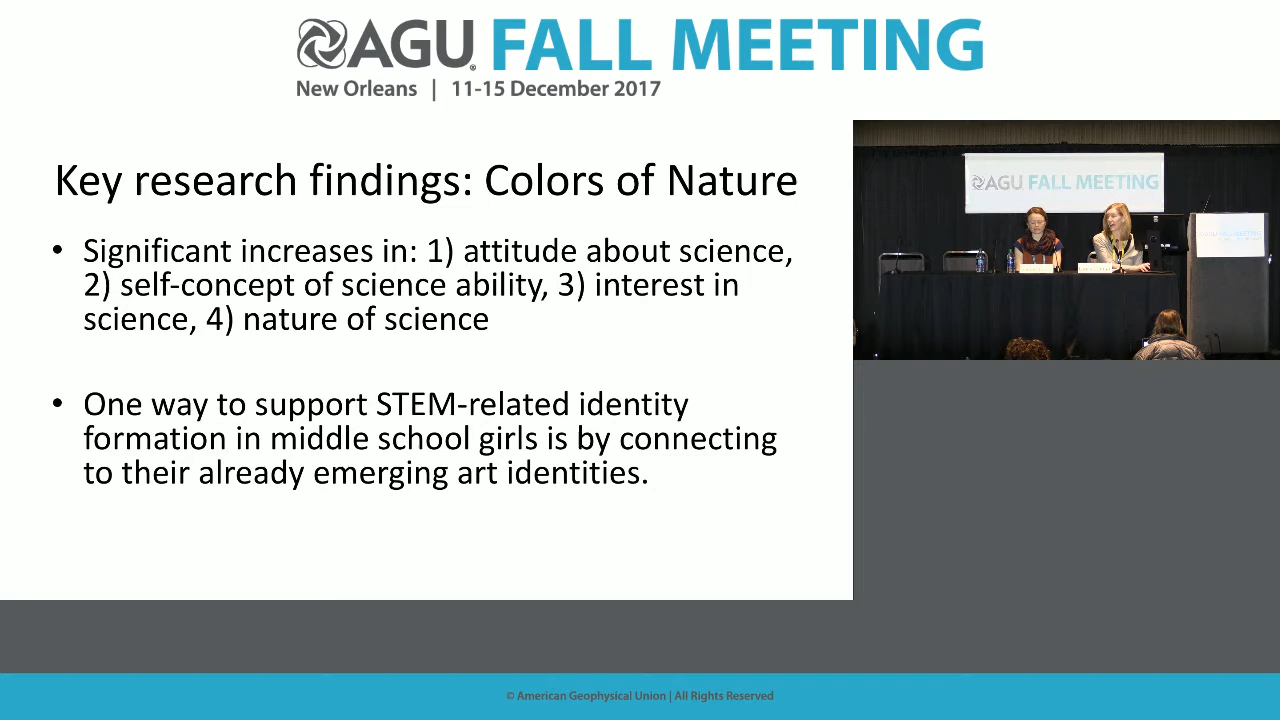 AGU FALL MEETING
New Orleans | 11-15 December 2017
Key research findings: Colors of Nature
• Significant increases in: 1) attitude about science,
2) self-concept of science ability, 3) interest in
science, 4) nature of science
• One way to support STEM-related identity
formation in middle school girls is by connecting
to their already emerging art identities.
AGU FALL MEETING
FALL MEETING
© American Geophysical Union | All Rights Reserved